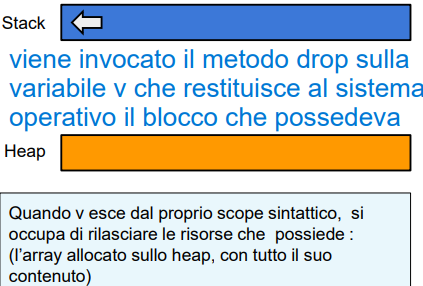 Stack
viene invocato il metodo drop sulla
variabile v che restituisce al sistema
operativo il blocco che possedeva
Heap
Quando v esce dal proprio scope sintattico, si
occupa di rilasciare le risorse che possiede :
(l'array allocato sullo heap, con tutto il suo
contenuto)